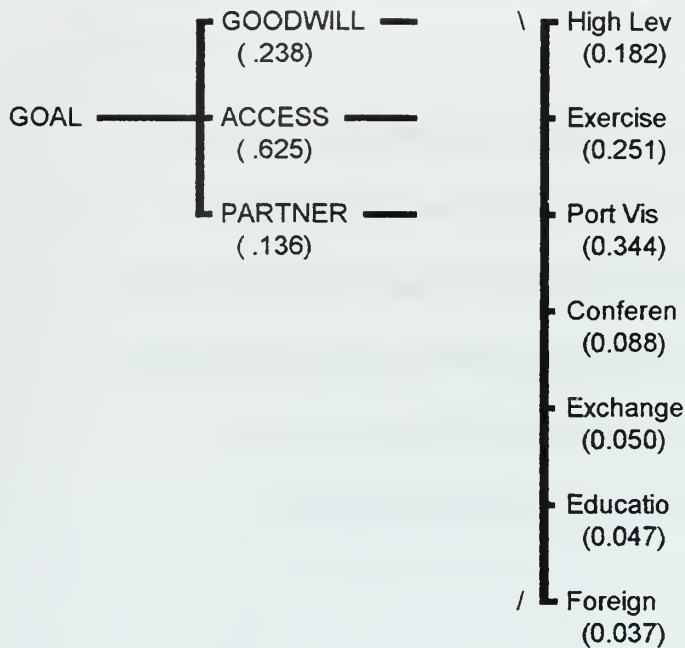 GOAL
GOODWILL
( .238)
ACCESS
( .625)
PARTNER
( .136)
\
High Lev
(0.182)
Exercise
(0.251)
Port Vis
(0.344)
Conferen
(0.088)
Exchange
(0.050)
Educatio
(0.047)
/
Foreign
(0.037)